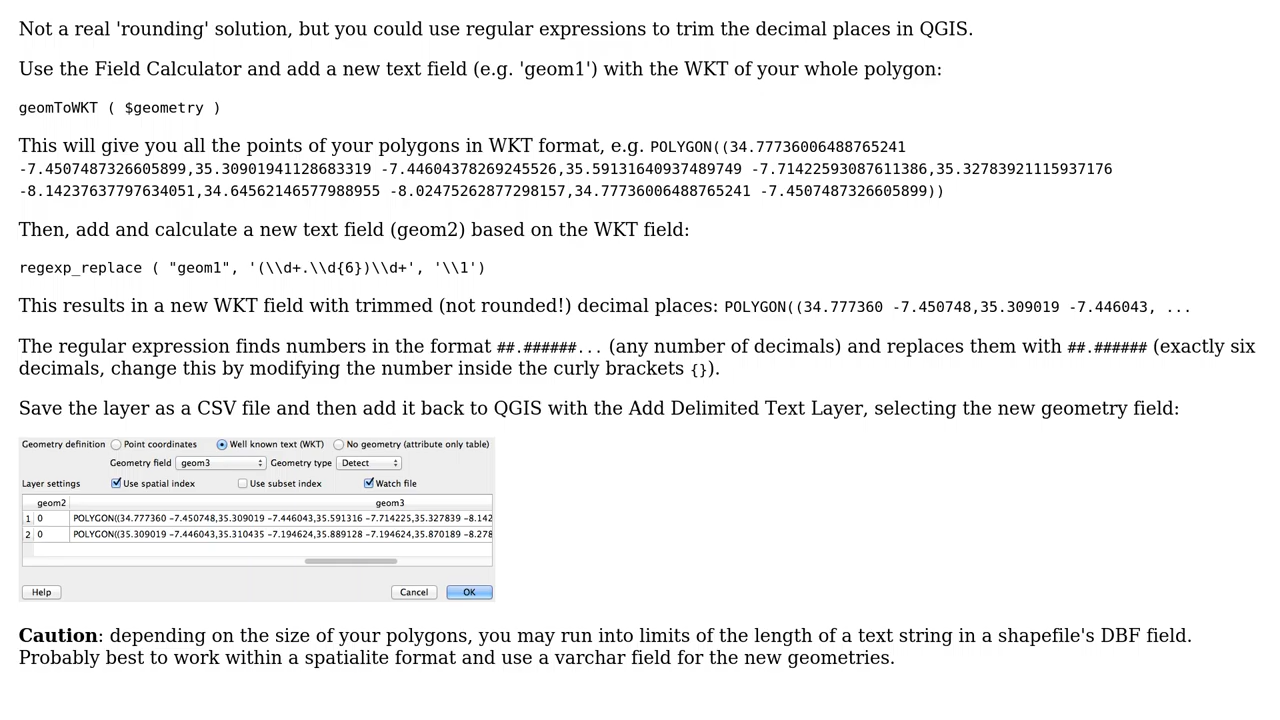 Not a real 'rounding' solution, but you could use regular expressions to trim the decimal places in QGIS.
Use the Field Calculator and add a new text field (e.g. 'geom1') with the WKT of your whole polygon:
geomToWKT ( $geometry )
This will give you all the points of your polygons in WKT format, e.g. POLYGON((34.77736006488765241
-7.4507487326605899,35.30901941128683319 -7.44604378269245526,35.59131640937489749 -7.71422593087611386,35.32783921115937176
-8.14237637797634051,34.64562146577988955 -8.02475262877298157,34.77736006488765241 -7.4507487326605899))
Then, add and calculate a new text field (geom2) based on the WKT field:
regexp_replace ( "geom1", '(\\d+.\\d{6})\\d+', '\\1')
This results in a new WKT field with trimmed (not rounded!) decimal places: POLYGON((34.777360 -7.450748,35.309019 -7.446043, ...
The regular expression finds numbers in the format ##.######... (any number of decimals) and replaces them with ##.###### (exactly six
decimals, change this by modifying the number inside the curly brackets {}).
Save the layer as a CSV file and then add it back to QGIS with the Add Delimited Text Layer, selecting the new geometry field:
Geometry definition Point coordinates Well known text (WKT) No geometry (attribute only table)
Geometry field geom3 Geometry type Detect
Layer settings Use spatial index Use subset index Watch file
geom2 geom3
1 0 POLYGON((34.777360 -7.450748,35.309019 -7.446043,35.591316 -7.714225,35.327839 -8.142
2 0 POLYGON((35.309019 -7.446043,35.310435 -7.194624,35.889128 -7.194624,35.870189 -8.278
Help Cancel OK
Caution: depending on the size of your polygons, you may run into limits of the length of a text string in a shapefile's DBF field.
Probably best to work within a spatialite format and use a varchar field for the new geometries.